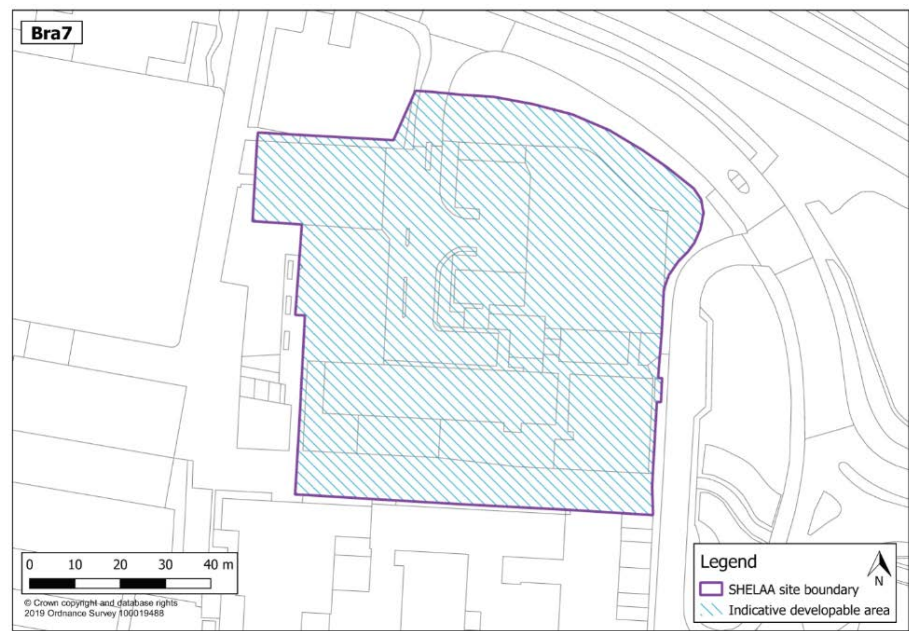 Bra7
0 10 20 30 40 m
© Crown copyright and database rights
2019 Ordnance Survey 100019488
Legend
SHELAA site boundary
Indicative developable area
N